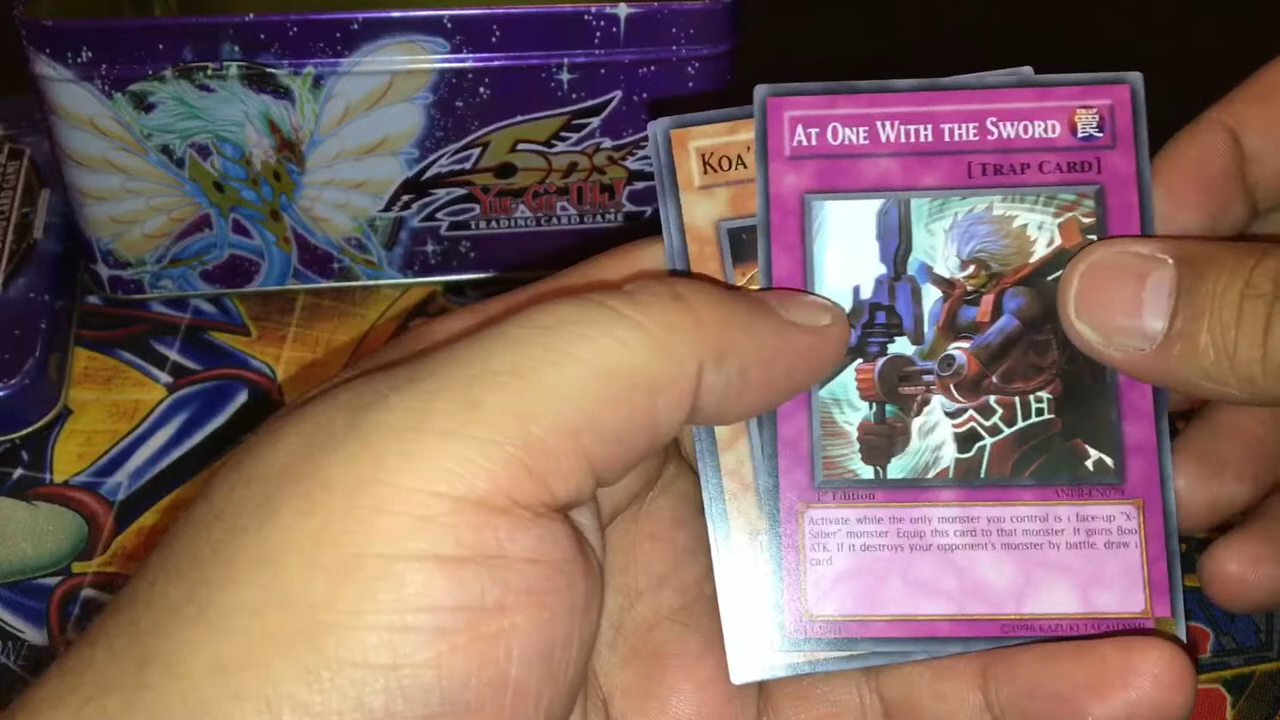 5D's
Yu-Gi-Oh!
TRADING CARD GAME
KOA'
AT ONE WITH THE SWORD
[TRAP CARD]
1st Edition
ANPR-EN079
Activate while the only monster you control is 1 face-up "X-
Saber" monster. Equip this card to that monster. It gains 800
ATK. If it destroys your opponent's monster by battle, draw 1
card.
©1996 KAZUKI TAKAHASHI